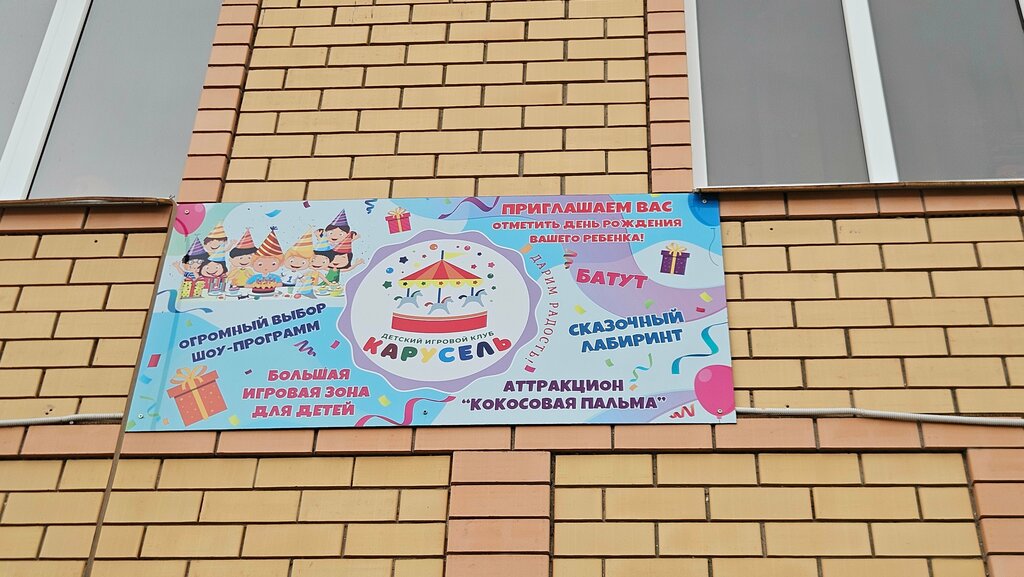 ПРИГЛАШАЕМ ВАС
ОТМЕТИТЬ ДЕНЬ РОЖДЕНИЯ
ВАШЕГО РЕБЕНКА!
БАТУТ
ДАРИМ РАДОСТЬ!
СКАЗОЧНЫЙ
ЛАБИРИНТ
ОГРОМНЫЙ ВЫБОР
ШОУ-ПРОГРАММ
ДЕТСКИЙ ИГРОВОЙ КЛУБ
КАРУСЕЛЬ
БОЛЬШАЯ
ИГРОВАЯ ЗОНА
ДЛЯ ДЕТЕЙ
АТТРАКЦИОН
"КОКОСОВАЯ ПАЛЬМА"